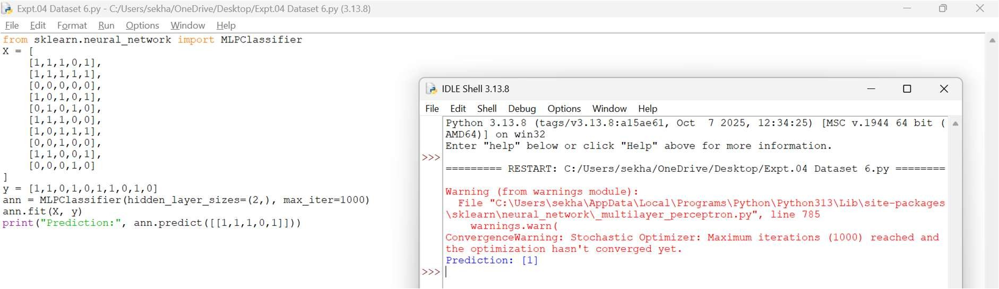 Expt.04 Dataset 6.py - C:/Users/sekha/OneDrive/Desktop/Expt.04 Dataset 6.py (3.13.8)
File Edit Format Run Options Window Help
from sklearn.neural_network import MLPClassifier
X = [
    [1,1,1,0,1],
    [1,1,1,1,1],
    [0,0,0,0,0],
    [1,0,1,0,1],
    [0,1,0,1,0],
    [1,1,1,0,0],
    [1,0,1,1,1],
    [0,0,1,0,0],
    [1,1,0,0,1],
    [0,0,0,1,0]
]
y = [1,1,0,1,0,1,1,0,1,0]
ann = MLPClassifier(hidden_layer_sizes=(2,), max_iter=1000)
ann.fit(X, y)
print("Prediction:", ann.predict([[1,1,1,0,1]]))
IDLE Shell 3.13.8
File Edit Shell Debug Options Window Help
Python 3.13.8 (tags/v3.13.8:a15ae61, Oct  7 2025, 12:34:25) [MSC v.1944 64 bit (
AMD64)] on win32
Enter "help" below or click "Help" above for more information.
>>>
========= RESTART: C:/Users/sekha/OneDrive/Desktop/Expt.04 Dataset 6.py ========
Warning (from warnings module):
  File "C:\Users\sekha\AppData\Local\Programs\Python\Python313\Lib\site-packages
\sklearn\neural_network\_multilayer_perceptron.py", line 785
    warnings.warn(
ConvergenceWarning: Stochastic Optimizer: Maximum iterations (1000) reached and
the optimization hasn't converged yet.
Prediction: [1]
>>>